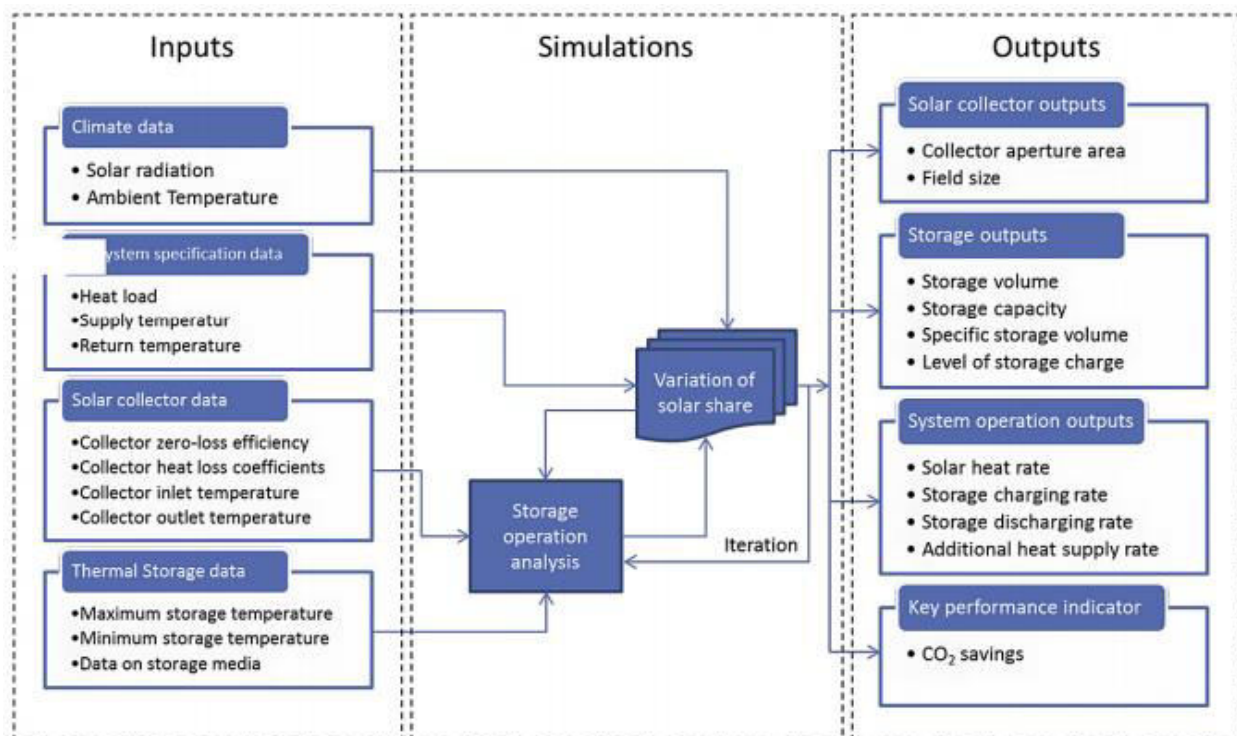 Inputs
Climate data
• Solar radiation
• Ambient Temperature
ystem specification data
•Heat load
•Supply temperatur
•Return temperature
Solar collector data
•Collector zero-loss efficiency
•Collector heat loss coefficients
•Collector inlet temperature
•Collector outlet temperature
Thermal Storage data
•Maximum storage temperature
•Minimum storage temperature
•Data on storage media
Simulations
Variation of
solar share
Storage
operation
analysis
Iteration
Outputs
Solar collector outputs
• Collector aperture area
• Field size
Storage outputs
• Storage volume
• Storage capacity
• Specific storage volume
• Level of storage charge
System operation outputs
• Solar heat rate
• Storage charging rate
• Storage discharging rate
• Additional heat supply rate
Key performance indicator
• CO₂ savings